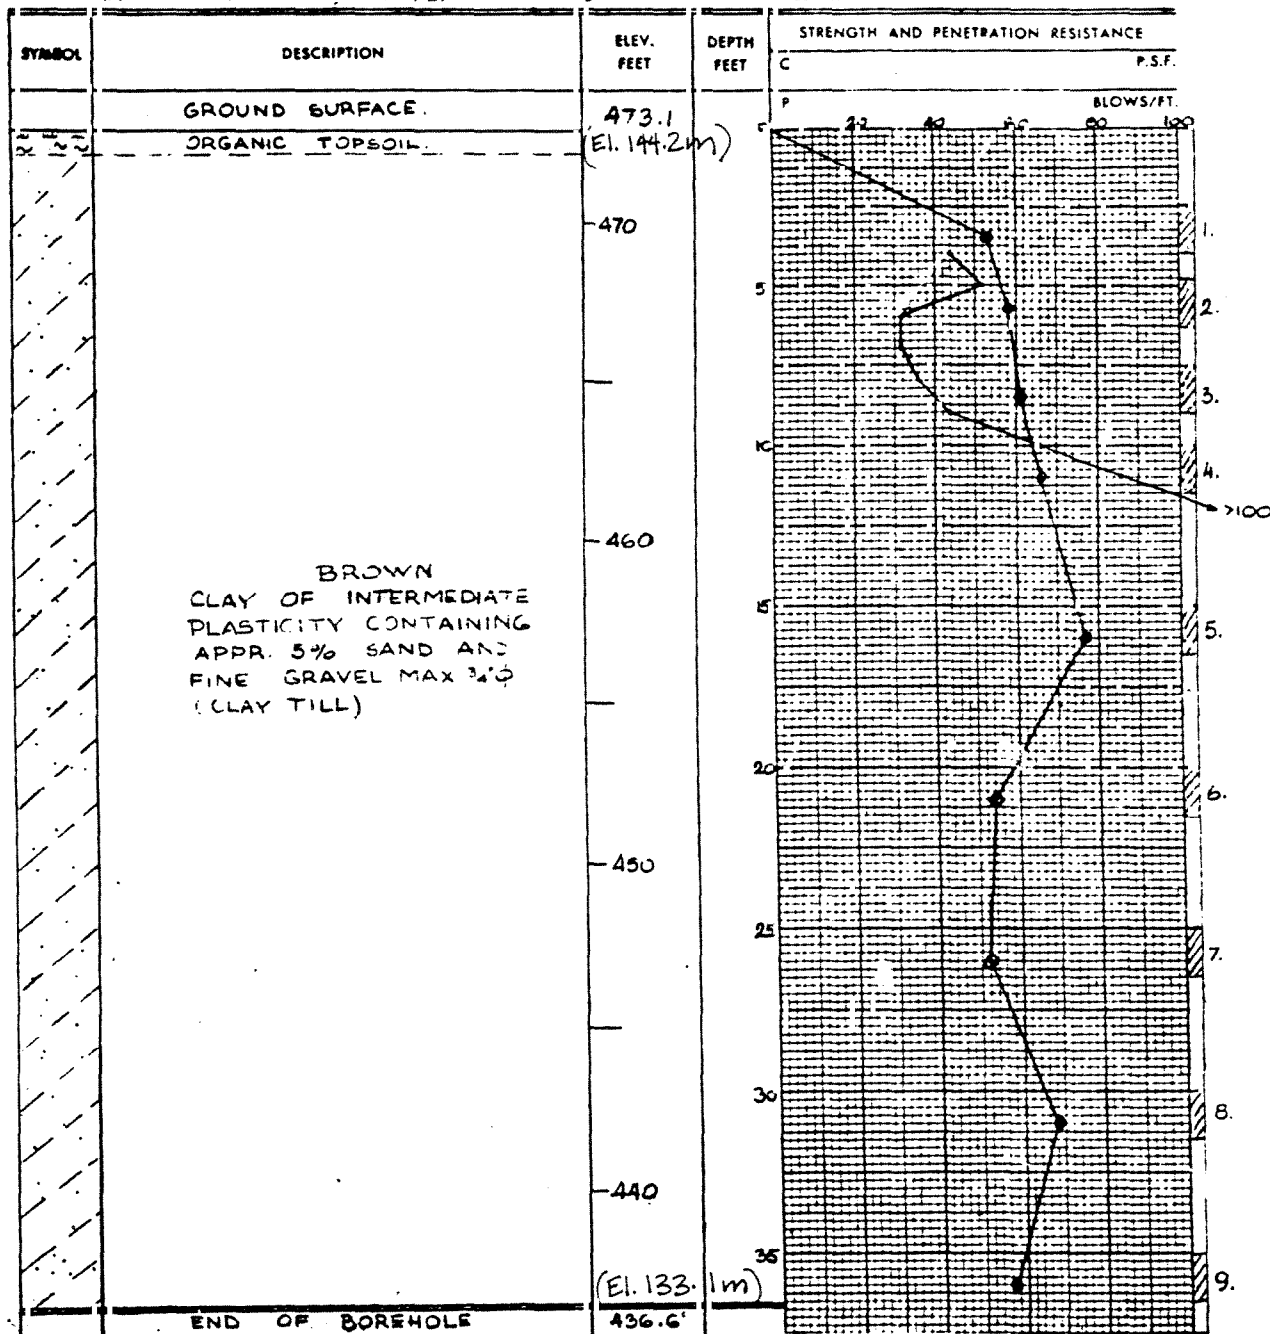 SYMBOL
DESCRIPTION
ELEV. FEET
DEPTH FEET
STRENGTH AND PENETRATION RESISTANCE
C P.S.F.
P BLOWS/FT.
GROUND SURFACE.
473.1
(El. 144.2m)
ORGANIC TOPSOIL.
20 40 60 80 100
470
1.
5
2.
3.
10
4.
>100
460
BROWN
CLAY OF INTERMEDIATE
PLASTICITY CONTAINING
APPR. 5% SAND AND
FINE GRAVEL MAX 3/4"φ
(CLAY TILL)
15
5.
20
6.
450
25
7.
30
8.
440
35
9.
(El. 133.1m)
END OF BOREHOLE
436.6'